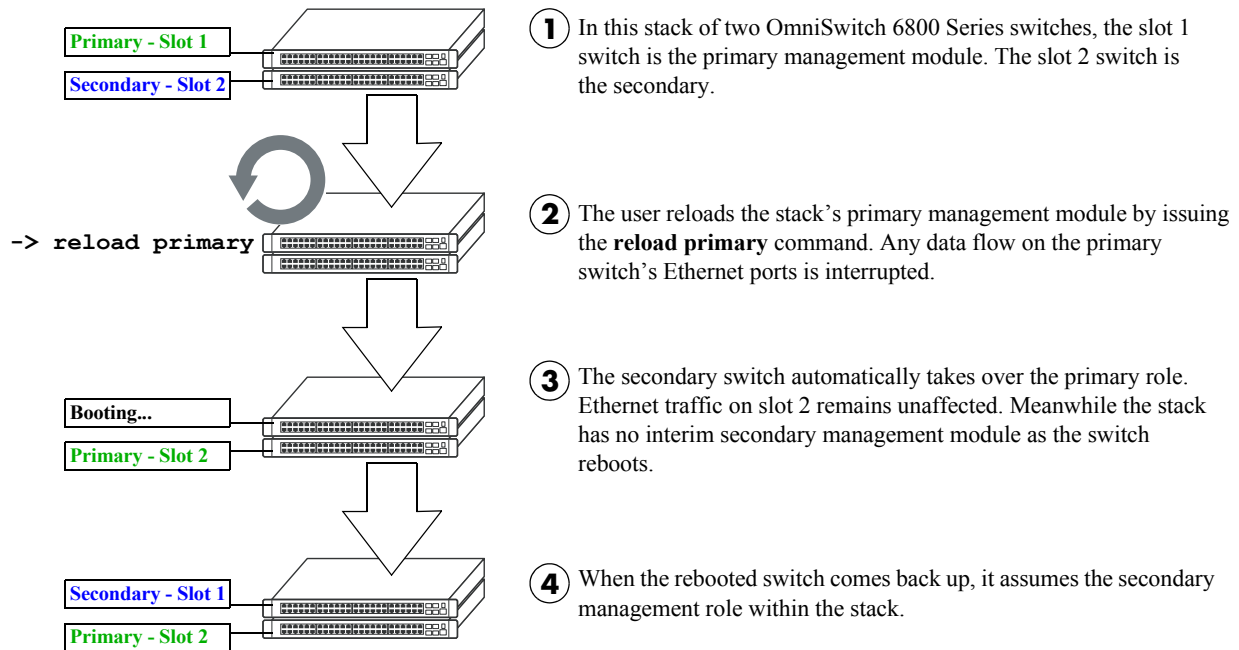 Primary - Slot 1
Secondary - Slot 2
1 In this stack of two OmniSwitch 6800 Series switches, the slot 1
switch is the primary management module. The slot 2 switch is
the secondary.
-> reload primary
2 The user reloads the stack’s primary management module by issuing
the reload primary command. Any data flow on the primary
switch’s Ethernet ports is interrupted.
Booting...
Primary - Slot 2
3 The secondary switch automatically takes over the primary role.
Ethernet traffic on slot 2 remains unaffected. Meanwhile the stack
has no interim secondary management module as the switch
reboots.
Secondary - Slot 1
Primary - Slot 2
4 When the rebooted switch comes back up, it assumes the secondary
management role within the stack.